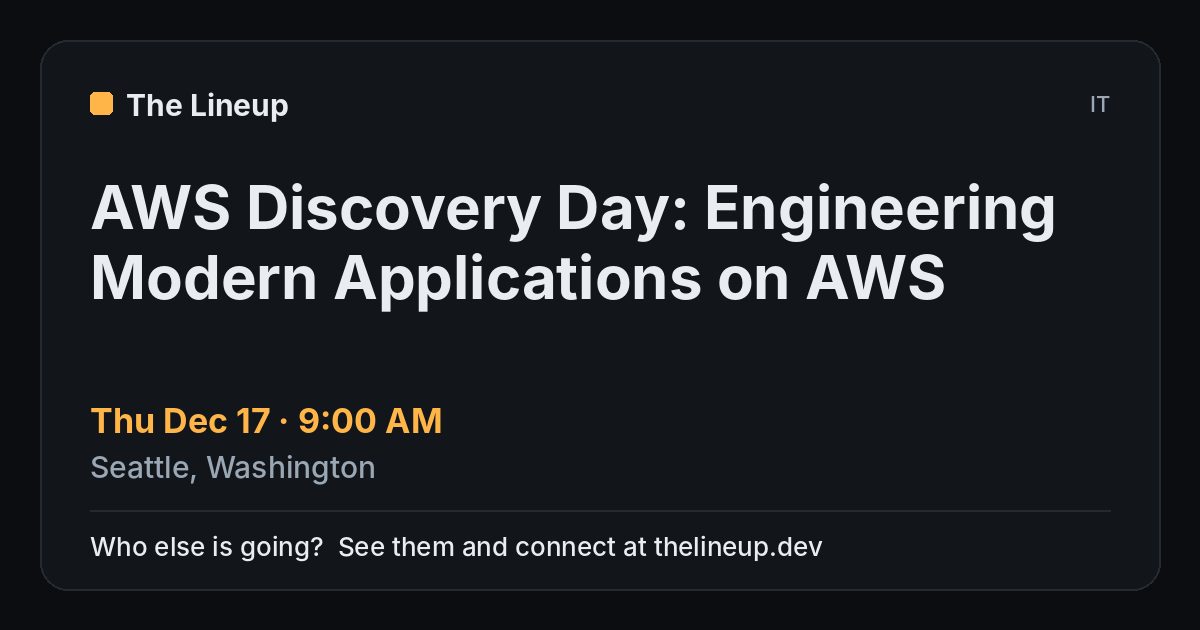 The Lineup
IT
AWS Discovery Day: Engineering
Modern Applications on AWS
Thu Dec 17 · 9:00 AM
Seattle, Washington
Who else is going? See them and connect at thelineup.dev